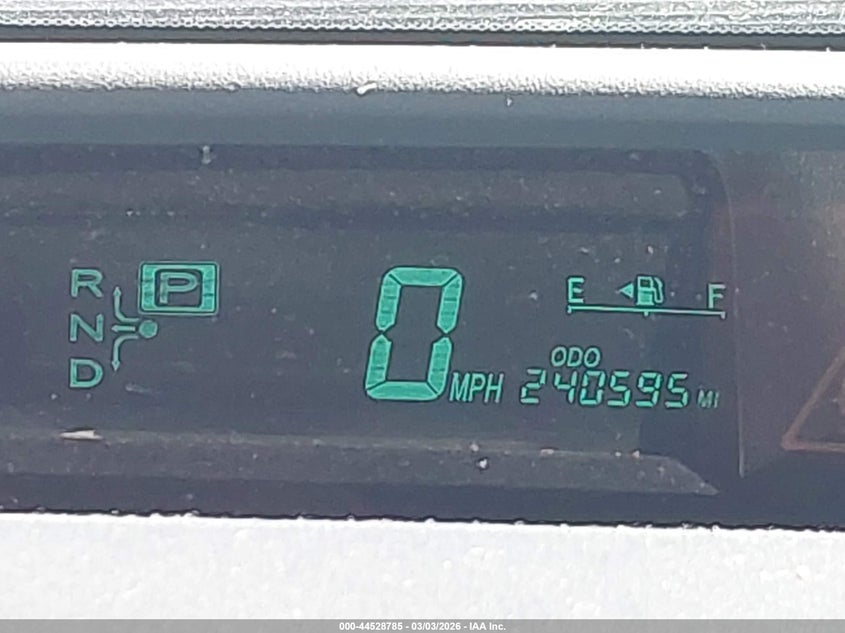 R P
N
D
0 MPH
E F
ODO
240595 MI
000-44528785 - 03/03/2026 - IAA Inc.